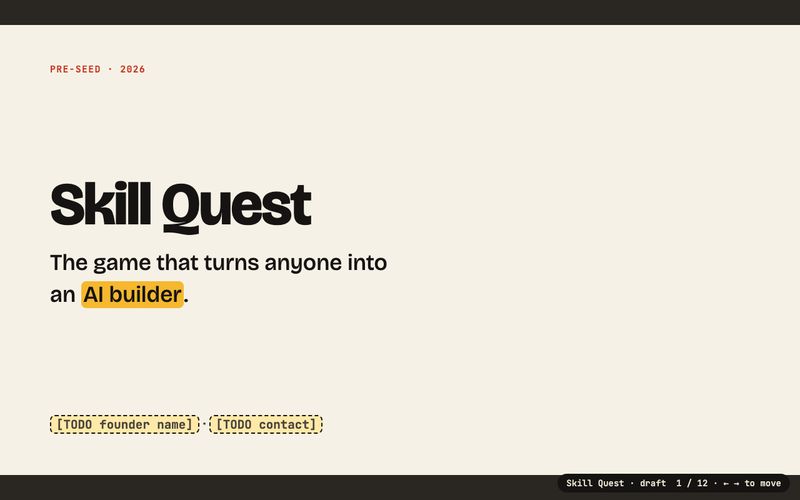 PRE-SEED · 2026
Skill Quest
The game that turns anyone into
an AI builder.
[TODO founder name] · [TODO contact]
Skill Quest · draft 1 / 12 · ← → to move